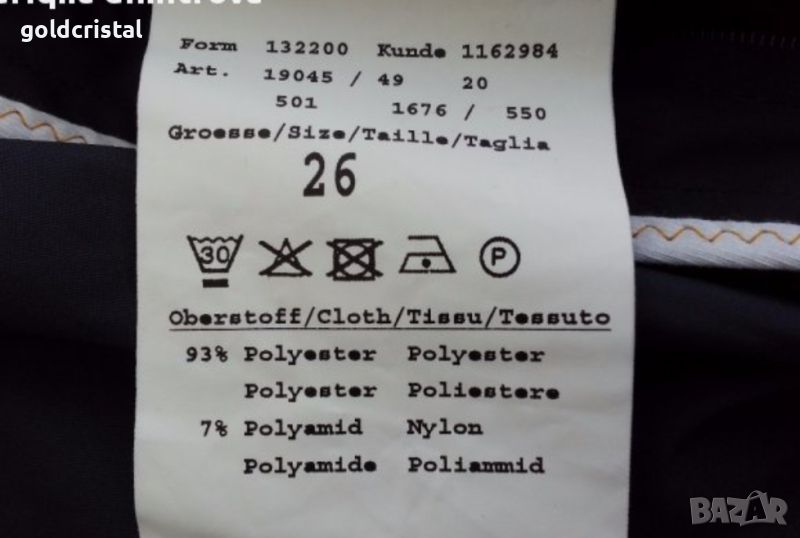 goldcristal
Form 132200 Kunde 1162984
Art. 19045 / 49 20
501 1676 / 550
Groesse/Size/Taille/Taglia
26
30 P
Oberstoff/Cloth/Tissu/Tessuto
93% Polyester Polyester
Polyester Poliestere
7% Polyamid Nylon
Polyamide Poliammid
BAZAR